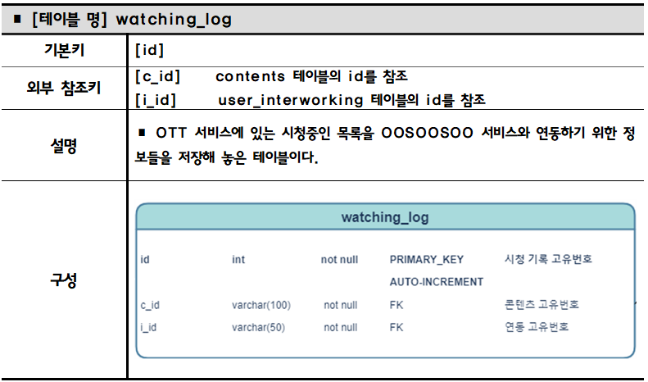 ■ [테이블 명] watching_log
기본키 [id]
외부 참조키 [c_id] contents 테이블의 id를 참조
[i_id] user_interworking 테이블의 id를 참조
설명 ■ OTT 서비스에 있는 시청중인 목록을 OOSOOSOO 서비스와 연동하기 위한 정
보들을 저장해 놓은 테이블이다.
구성
watching_log
id int not null PRIMARY_KEY 시청 기록 고유번호
AUTO-INCREMENT
c_id varchar(100) not null FK 콘텐츠 고유번호
i_id varchar(50) not null FK 연동 고유번호